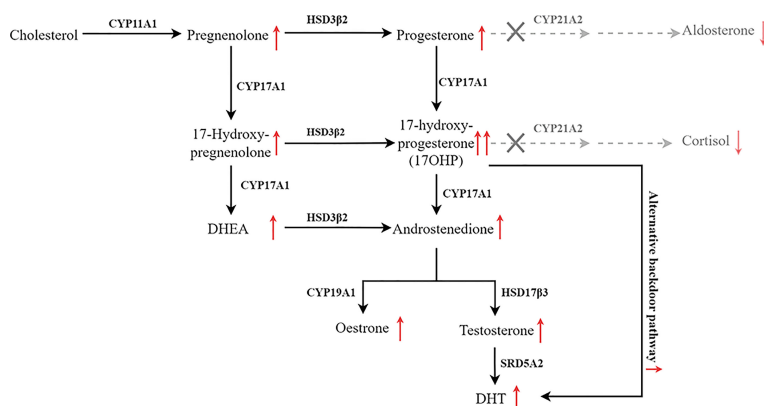 CYP11A1
HSD3β2
CYP21A2
Cholesterol
Pregnenolone
Progesterone
Aldosterone
CYP17A1
CYP17A1
17-Hydroxy-
pregnenolone
HSD3β2
17-hydroxy-
progesterone
(17OHP)
CYP21A2
Cortisol
CYP17A1
CYP17A1
DHEA
HSD3β2
Androstenedione
Alternative backdoor pathway
CYP19A1
HSD17β3
Oestrone
Testosterone
SRD5A2
DHT